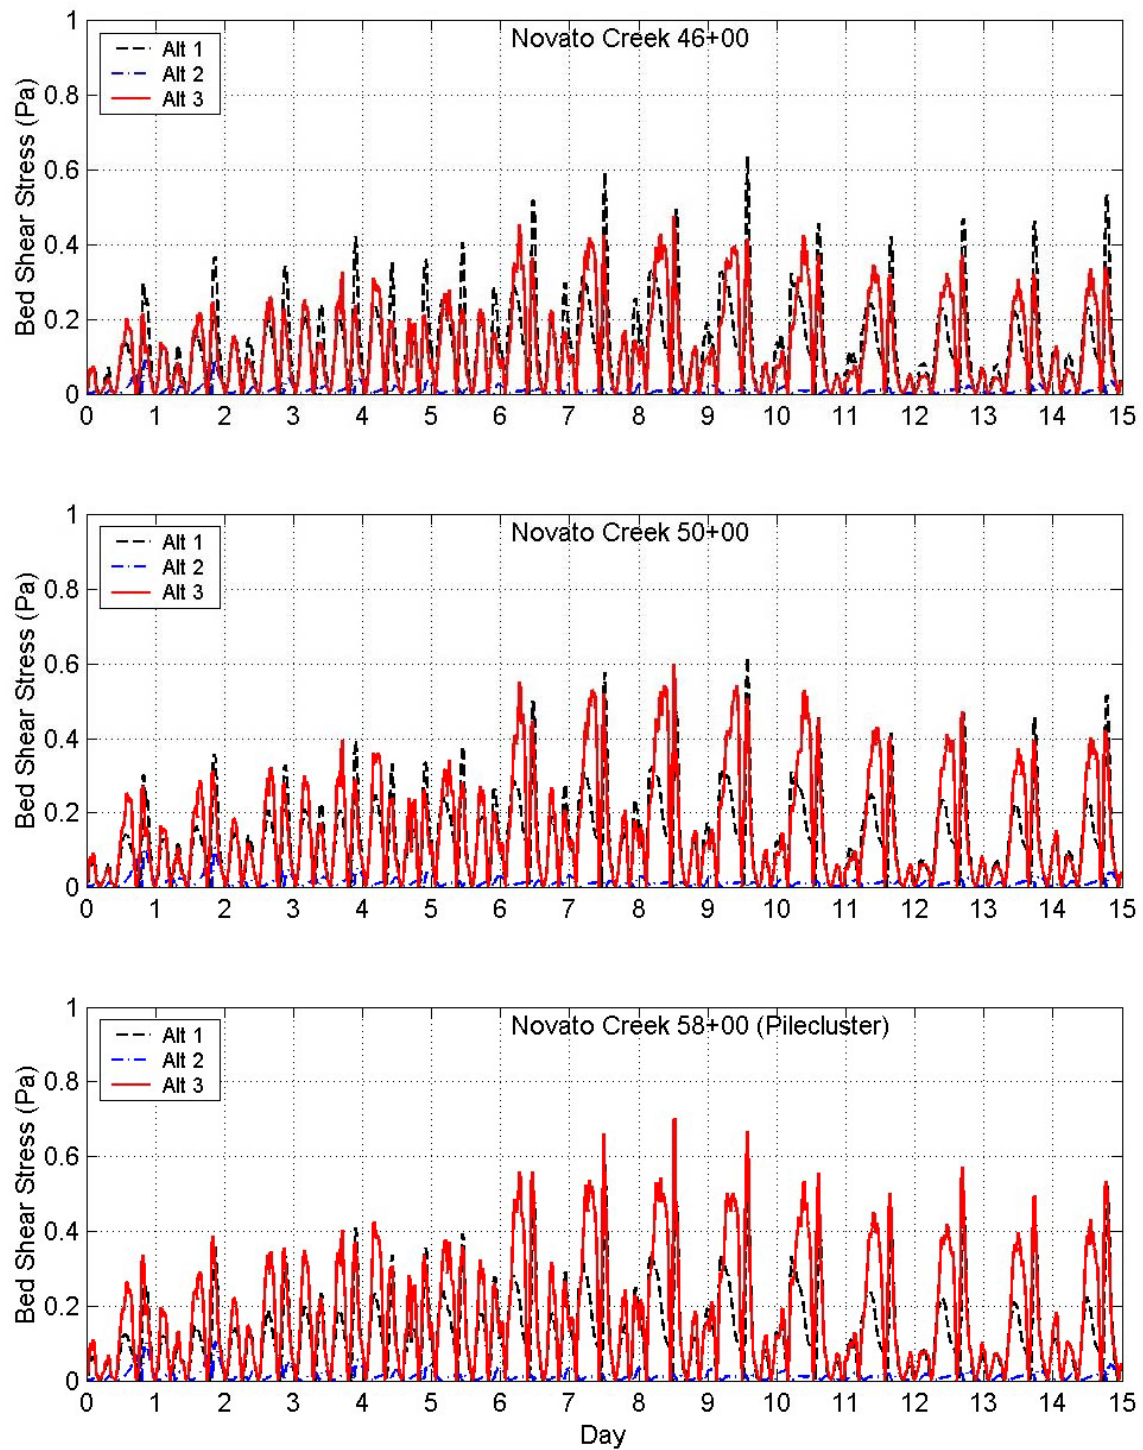 Novato Creek 46+00
Alt 1
Alt 2
Alt 3
Bed Shear Stress (Pa)
1
0.8
0.6
0.4
0.2
0
0 1 2 3 4 5 6 7 8 9 10 11 12 13 14 15
Novato Creek 50+00
Alt 1
Alt 2
Alt 3
Bed Shear Stress (Pa)
1
0.8
0.6
0.4
0.2
0
0 1 2 3 4 5 6 7 8 9 10 11 12 13 14 15
Novato Creek 58+00 (Pilecluster)
Alt 1
Alt 2
Alt 3
Bed Shear Stress (Pa)
1
0.8
0.6
0.4
0.2
0
0 1 2 3 4 5 6 7 8 9 10 11 12 13 14 15
Day